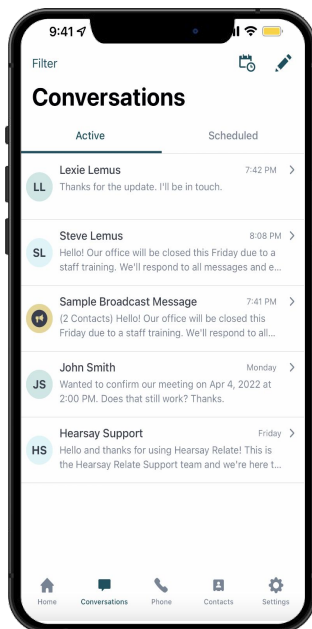 9:41
Filter
Conversations
Active Scheduled
Lexie Lemus 7:42 PM
LL
Thanks for the update. I'll be in touch.
Steve Lemus 8:08 PM
SL
Hello! Our office will be closed this Friday due to a
staff training. We'll respond to all messages and e...
Sample Broadcast Message 7:41 PM
(2 Contacts) Hello! Our office will be closed this
Friday due to a staff training. We'll respond to all...
John Smith Monday
JS
Wanted to confirm our meeting on Apr 4, 2022 at
2:00 PM. Does that still work? Thanks.
Hearsay Support Friday
HS
Hello and thanks for using Hearsay Relate! This is
the Hearsay Relate Support team and we're here t...
Home Conversations Phone Contacts Settings